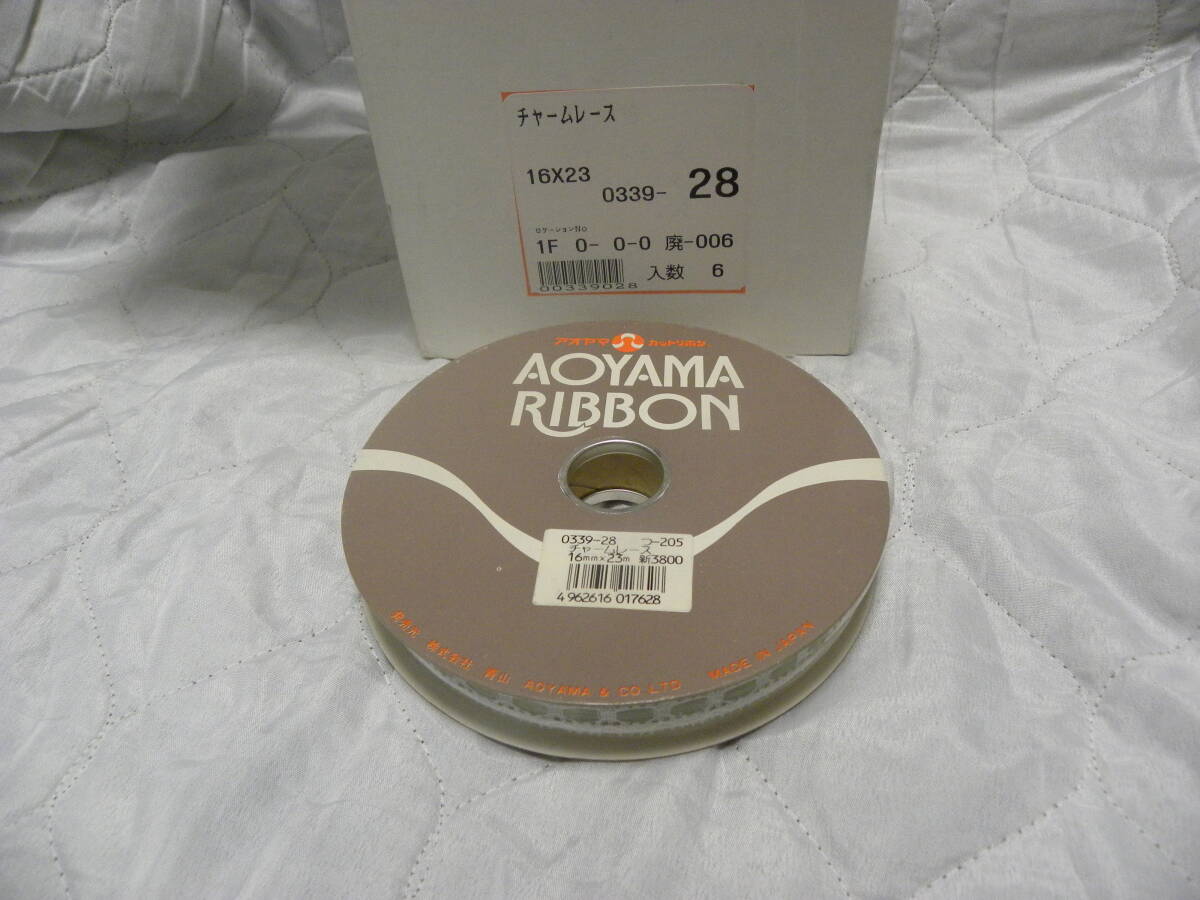 チャームレース
16X23 0339- 28
ロケーションNo
1F 0- 0-0 廃-006
入数 6
00339028
アオヤマ カットリボン
AOYAMA
RIBBON
0339-28 つ-205
チャームレース
16mm×23m 新3800
4 962616 017628
発売元 株式会社 青山 AOYAMA & CO LTD MADE IN JAPAN